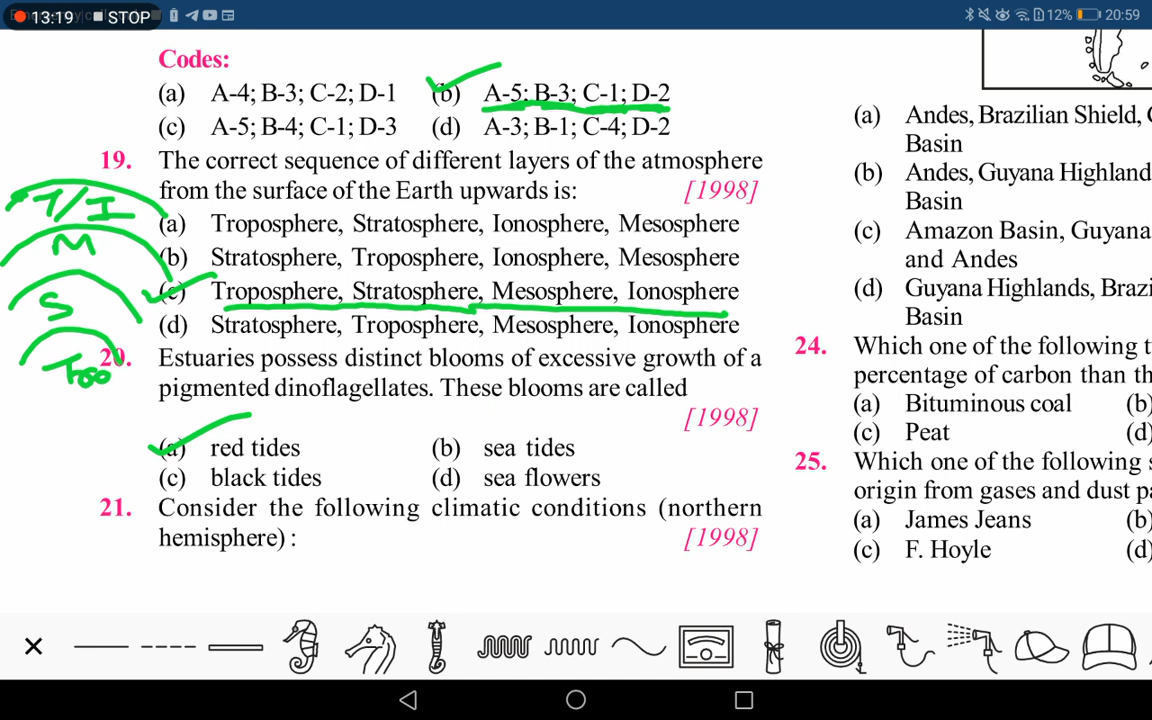 13:19 STOP
12% 20:59
Codes:
(a) A-4; B-3; C-2; D-1 (b) A-5; B-3; C-1; D-2
(c) A-5; B-4; C-1; D-3 (d) A-3; B-1; C-4; D-2
19. The correct sequence of different layers of the atmosphere
from the surface of the Earth upwards is: [1998]
(a) Troposphere, Stratosphere, Ionosphere, Mesosphere
(b) Stratosphere, Troposphere, Ionosphere, Mesosphere
(c) Troposphere, Stratosphere, Mesosphere, Ionosphere
(d) Stratosphere, Troposphere, Mesosphere, Ionosphere
T/I
M
S
Tropo
20. Estuaries possess distinct blooms of excessive growth of a
pigmented dinoflagellates. These blooms are called
[1998]
(a) red tides (b) sea tides
(c) black tides (d) sea flowers
21. Consider the following climatic conditions (northern
hemisphere) : [1998]
(a) Andes, Brazilian Shield,
Basin
(b) Andes, Guyana Highland
Basin
(c) Amazon Basin, Guyana
and Andes
(d) Guyana Highlands, Brazi
Basin
24. Which one of the following t
percentage of carbon than th
(a) Bituminous coal (b)
(c) Peat (d)
25. Which one of the following s
origin from gases and dust pa
(a) James Jeans (b)
(c) F. Hoyle (d)